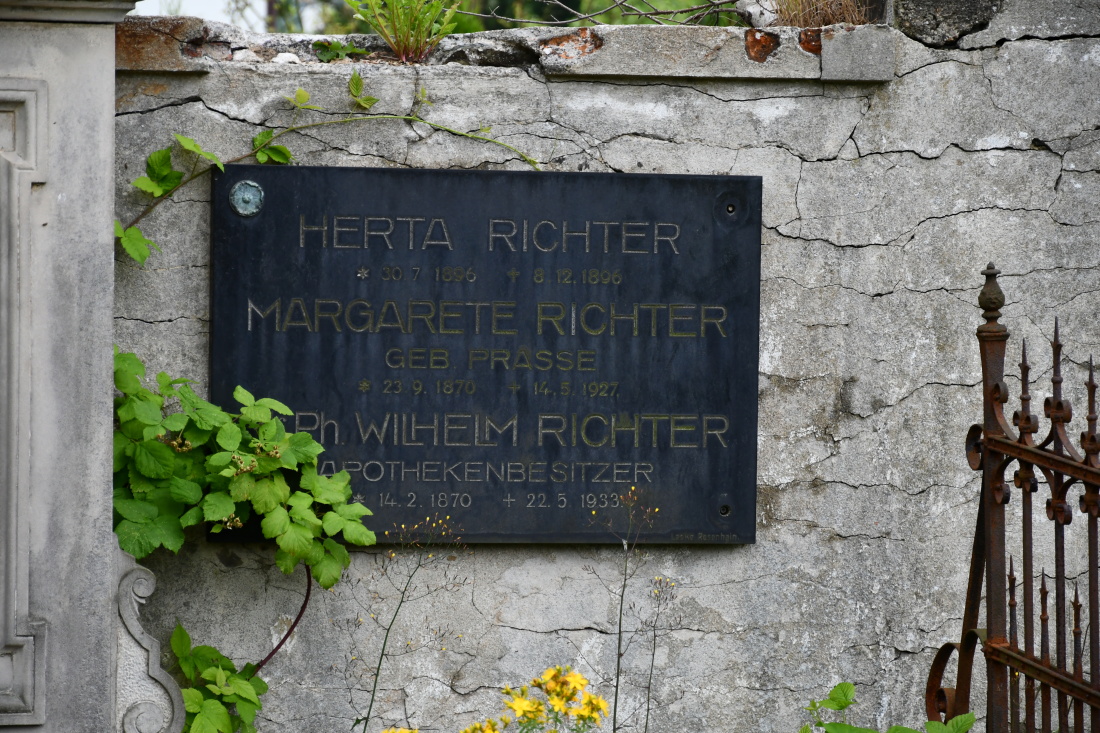 HERTA RICHTER
* 30.7.1896 + 8.12.1896
MARGARETE RICHTER
GEB. PRÄSSE
* 23.9.1870 + 14.5.1927.
Ph. WILHELM RICHTER
APOTHEKENBESITZER
* 14.2.1870 + 22.5.1933.